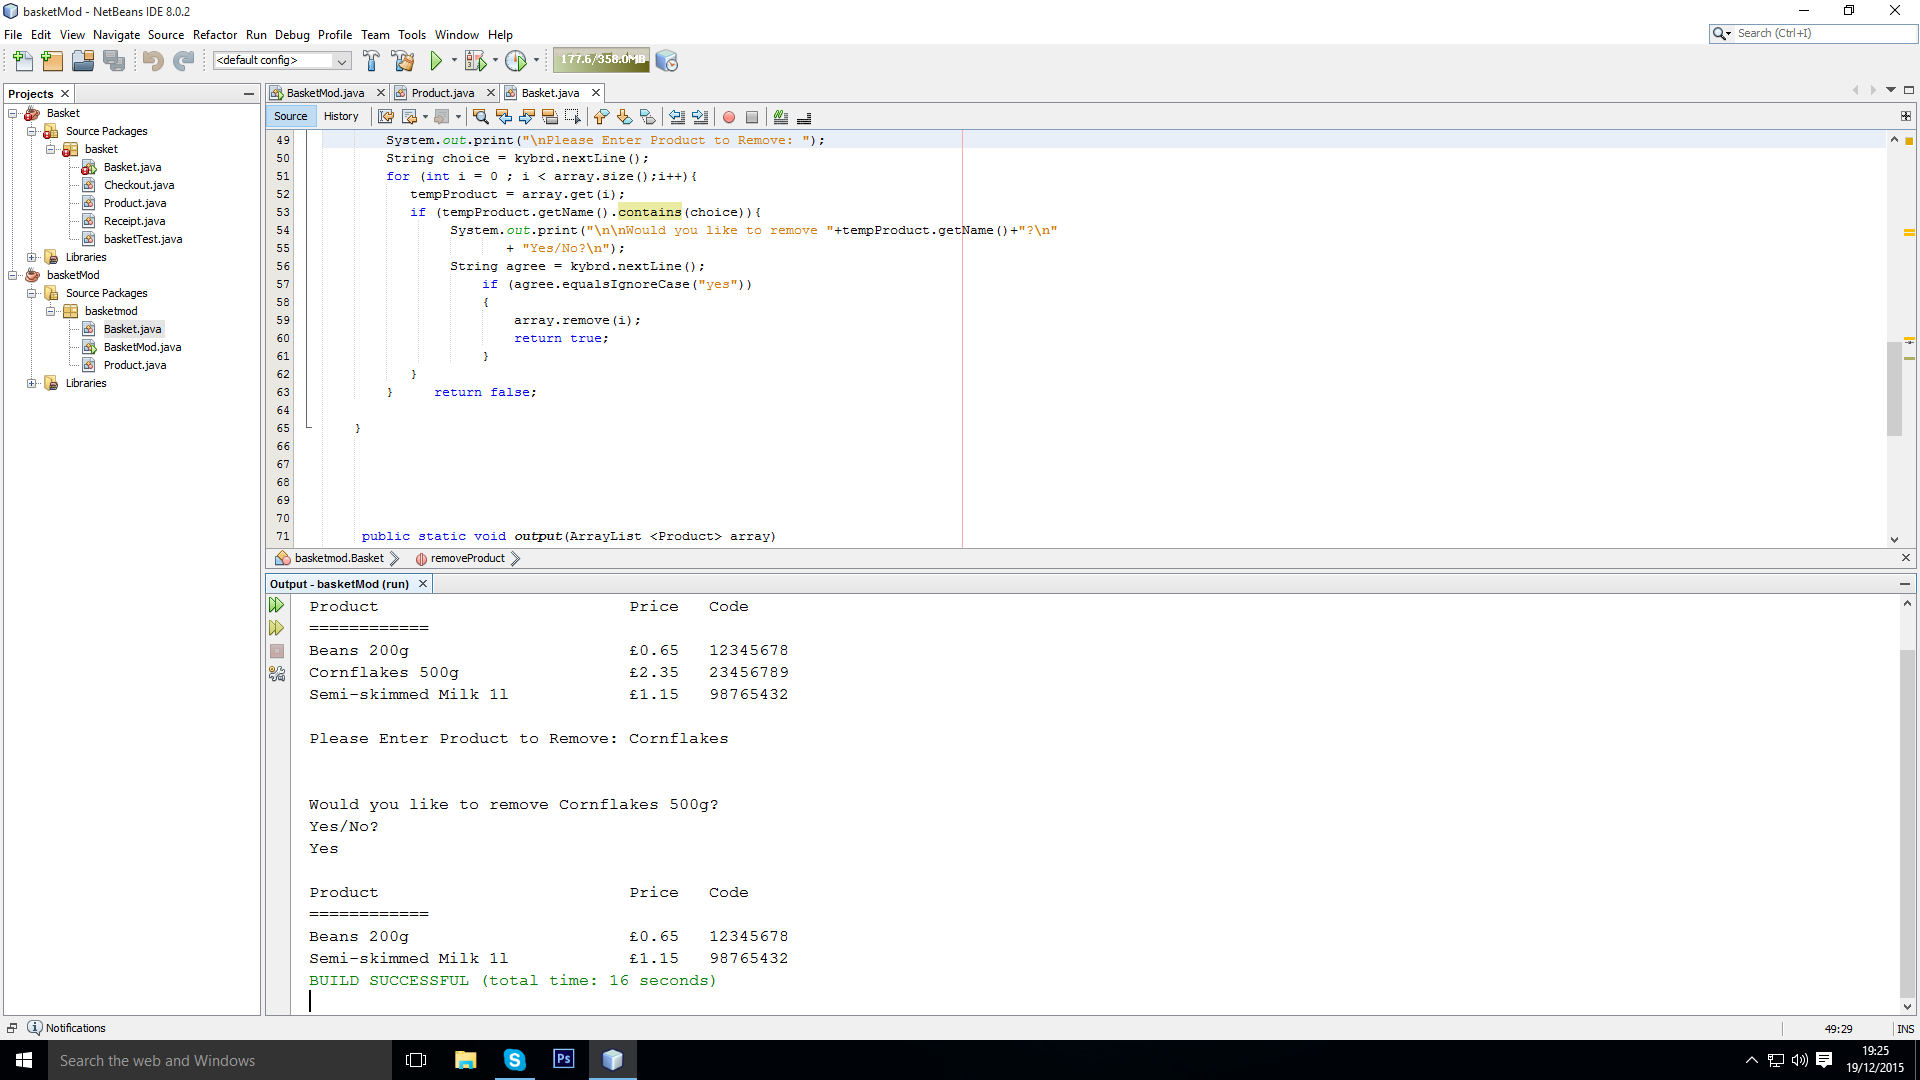 basketMod - NetBeans IDE 8.0.2
File Edit View Navigate Source Refactor Run Debug Profile Team Tools Window Help
Search (Ctrl+I)
<default config>
177.6/358.0MB
Projects
BasketMod.java
Product.java
Basket.java
Source History
Basket
Source Packages
basket
Basket.java
Checkout.java
Product.java
Receipt.java
basketTest.java
Libraries
basketMod
Source Packages
basketmod
Basket.java
BasketMod.java
Product.java
Libraries
49 System.out.print("\nPlease Enter Product to Remove: ");
50 String choice = kybrd.nextLine();
51 for (int i = 0 ; i < array.size();i++){
52 tempProduct = array.get(i);
53 if (tempProduct.getName().contains(choice)){
54 System.out.print("\n\nWould you like to remove "+tempProduct.getName()+"?\n"
55 + "Yes/No?\n");
56 String agree = kybrd.nextLine();
57 if (agree.equalsIgnoreCase("yes"))
58 {
59 array.remove(i);
60 return true;
61 }
62 }
63 } return false;
64
65 }
66
67
68
69
70
71 public static void output(ArrayList <Product> array)
basketmod.Basket removeProduct
Output - basketMod (run)
Product Price Code
============
Beans 200g £0.65 12345678
Cornflakes 500g £2.35 23456789
Semi-skimmed Milk 1l £1.15 98765432
Please Enter Product to Remove: Cornflakes
Would you like to remove Cornflakes 500g?
Yes/No?
Yes
Product Price Code
============
Beans 200g £0.65 12345678
Semi-skimmed Milk 1l £1.15 98765432
BUILD SUCCESSFUL (total time: 16 seconds)
Notifications
49:29 INS
Search the web and Windows
Ps
19:25
19/12/2015